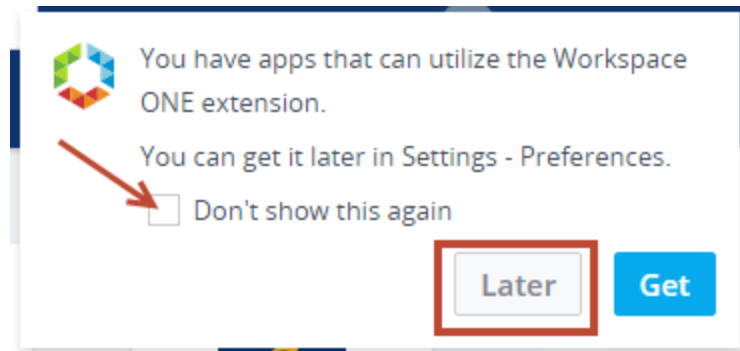 You have apps that can utilize the Workspace
ONE extension.
You can get it later in Settings - Preferences.
Don't show this again
Later
Get